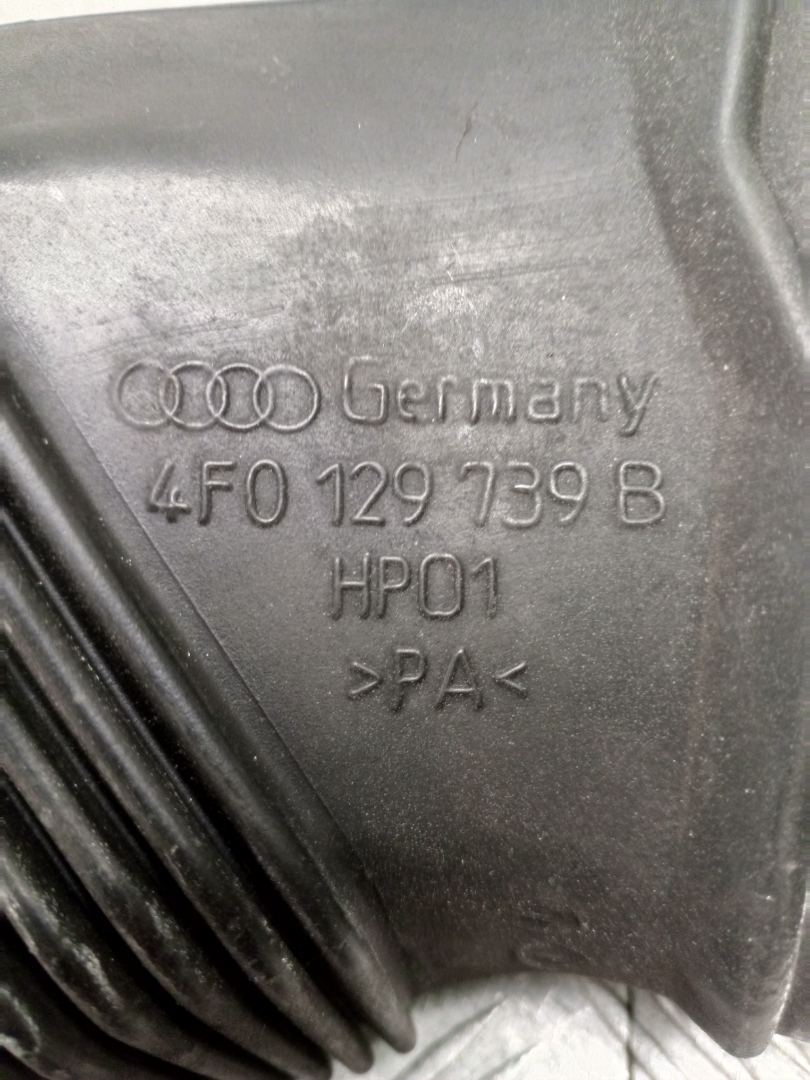 Germany
4F0 129 739 B
HP01
>PA<